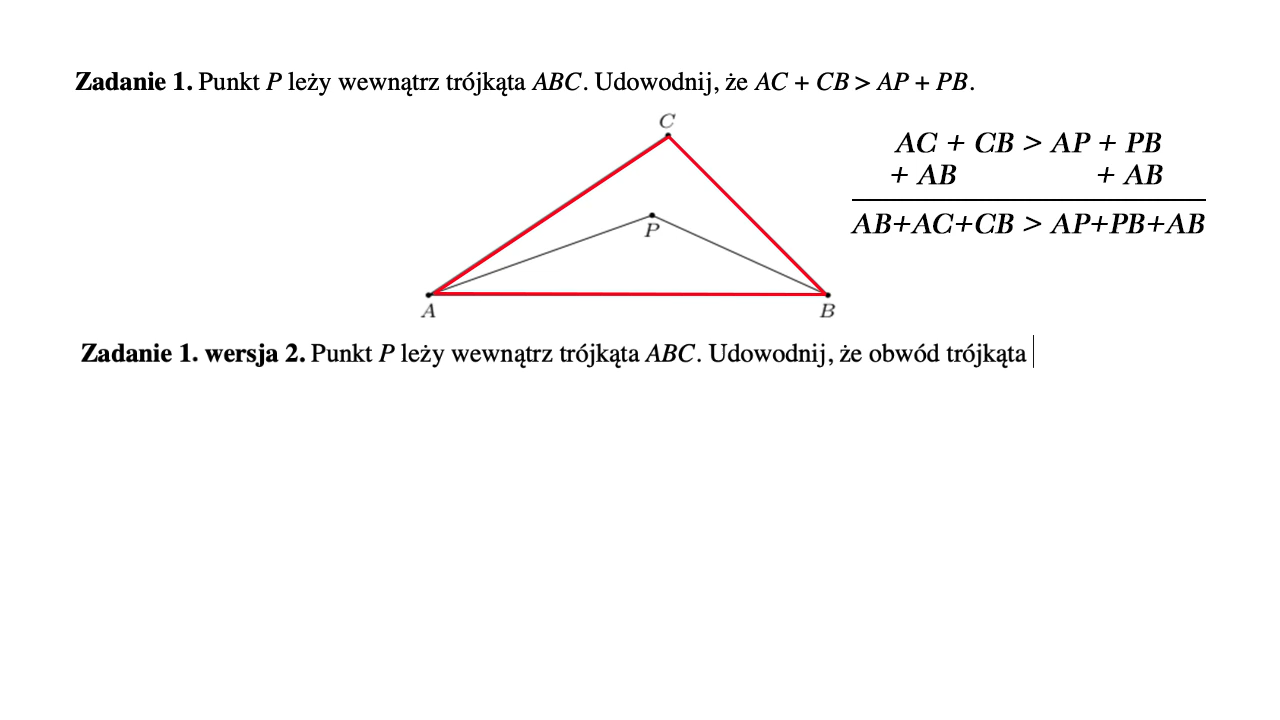 Zadanie 1. Punkt P leży wewnątrz trójkąta ABC. Udowodnij, że AC + CB > AP + PB.
C
P
A
B
AC + CB > AP + PB
+ AB + AB
AB+AC+CB > AP+PB+AB
Zadanie 1. wersja 2. Punkt P leży wewnątrz trójkąta ABC. Udowodnij, że obwód trójkąta